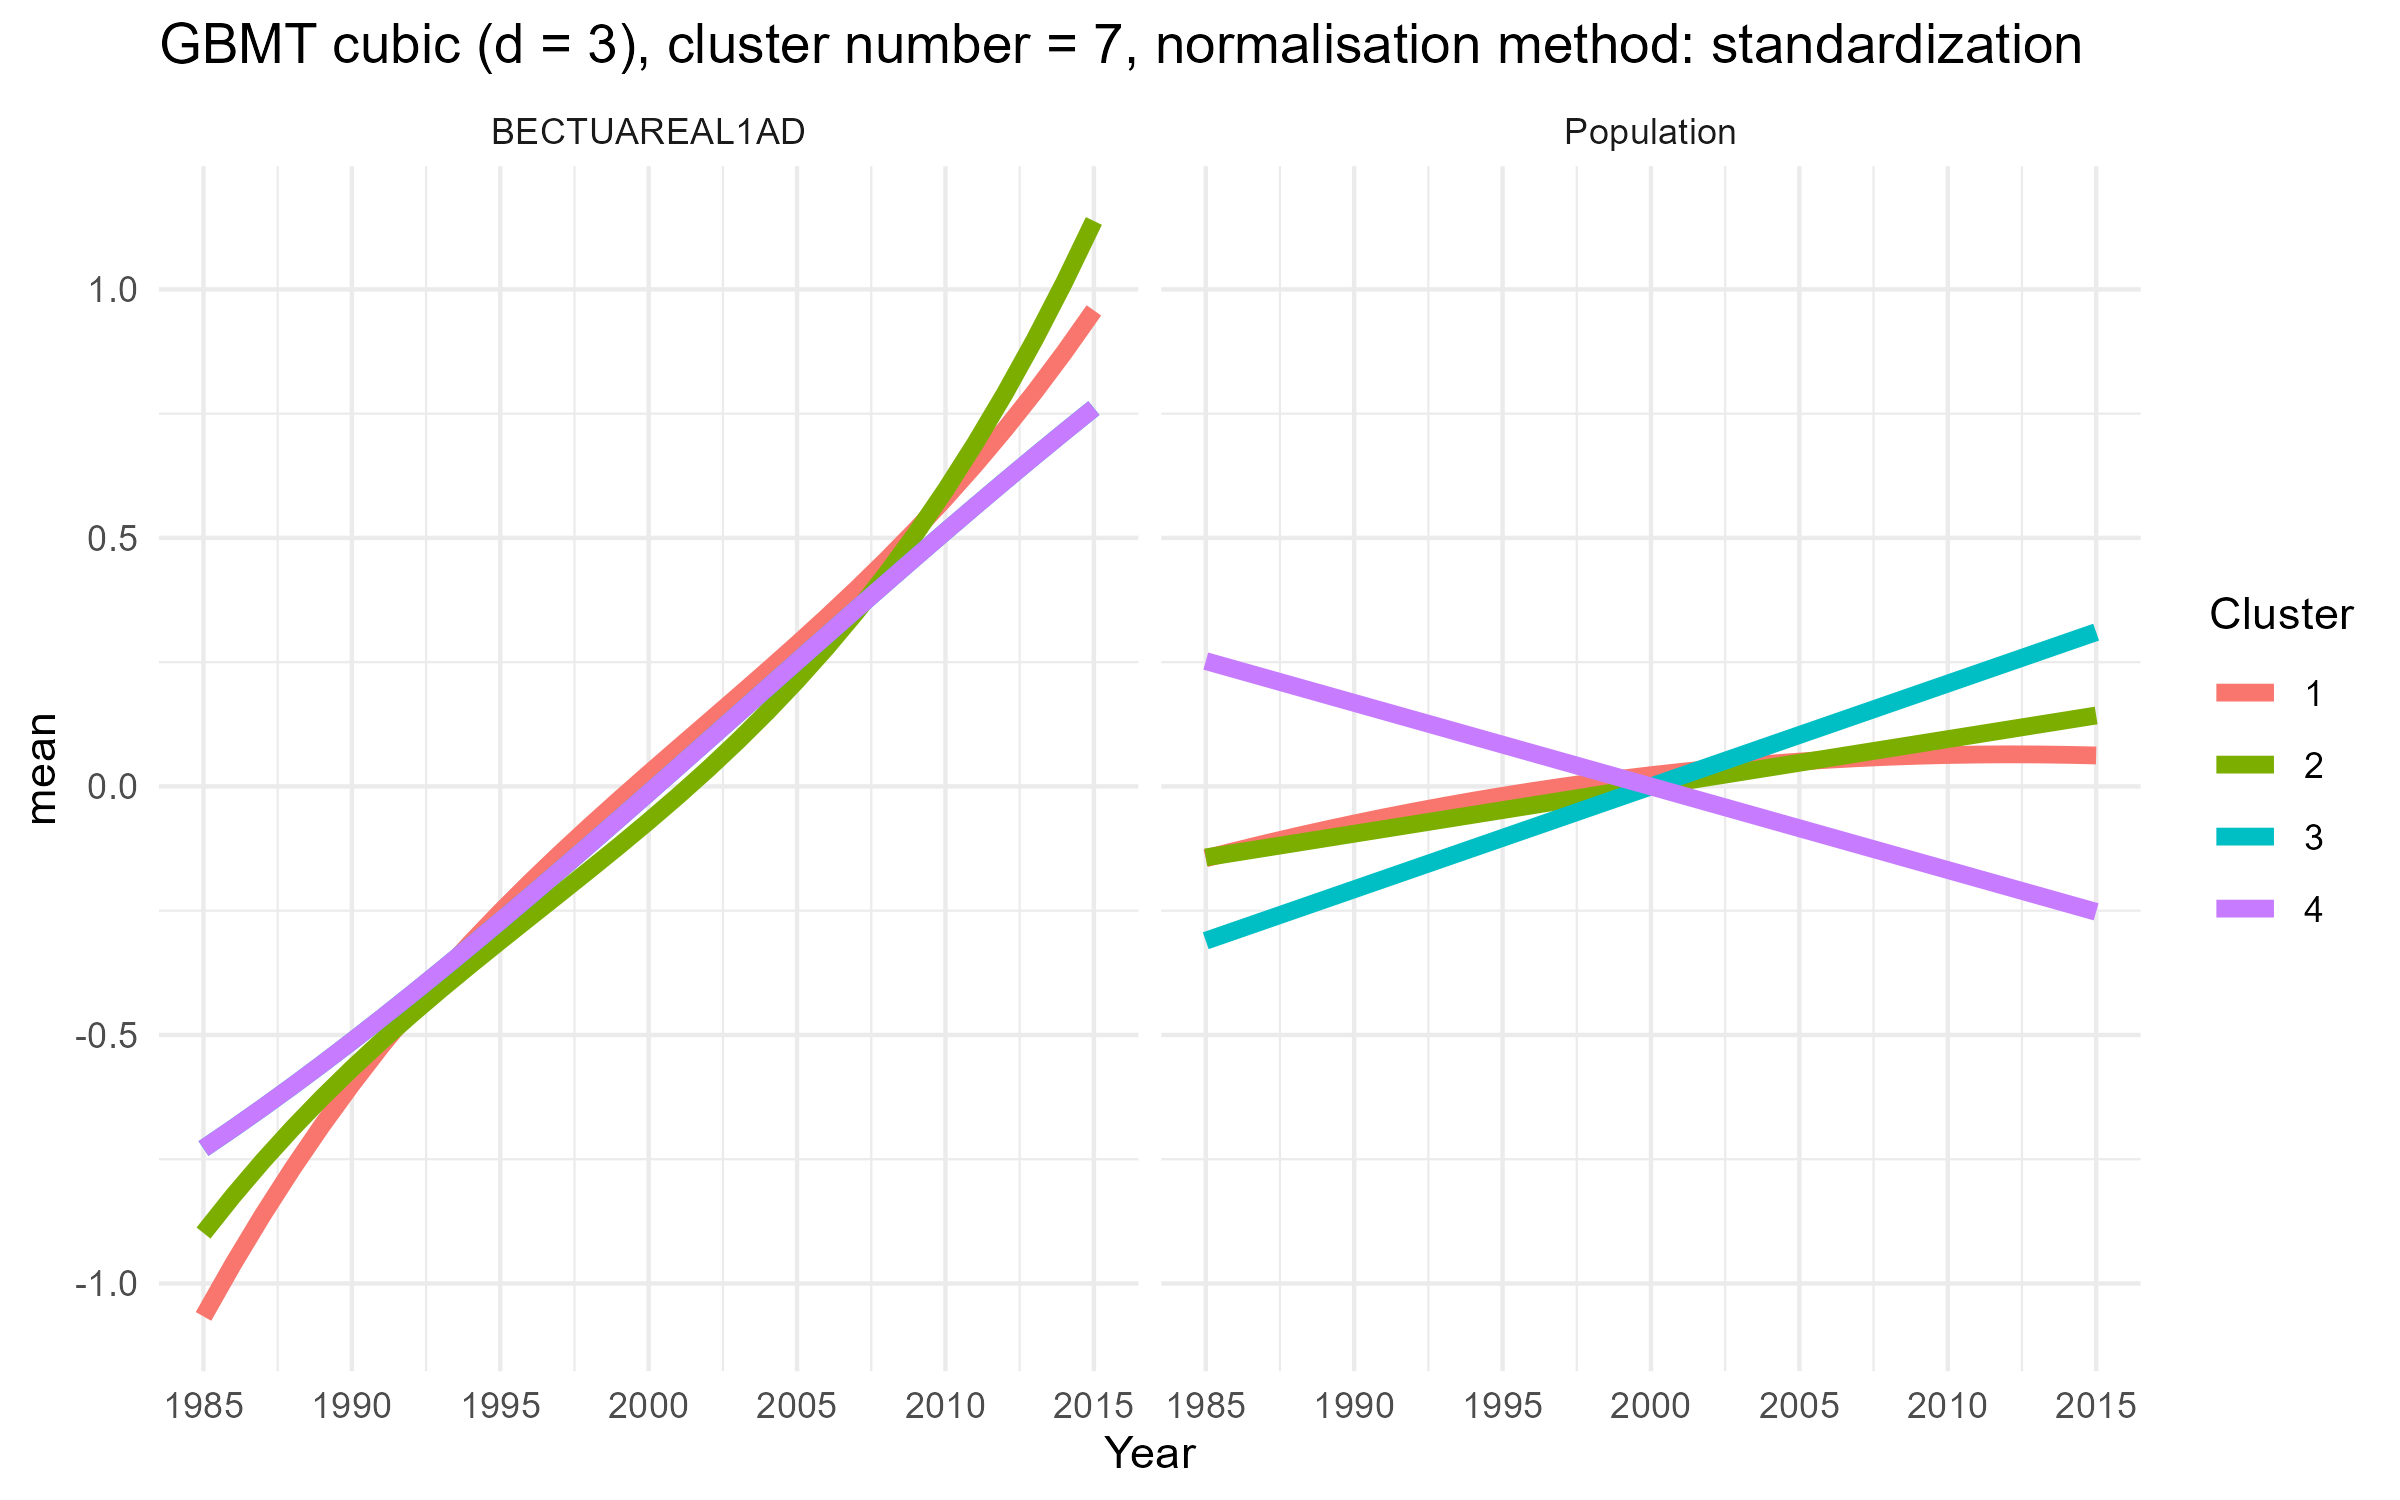 GBMT cubic (d = 3), cluster number = 7, normalisation method: standardization
BECTUAREAL1AD Population
1.0
0.5
0.0
-0.5
-1.0
mean
1985 1990 1995 2000 2005 2010 2015 1985 1990 1995 2000 2005 2010 2015
Year
Cluster
1
2
3
4